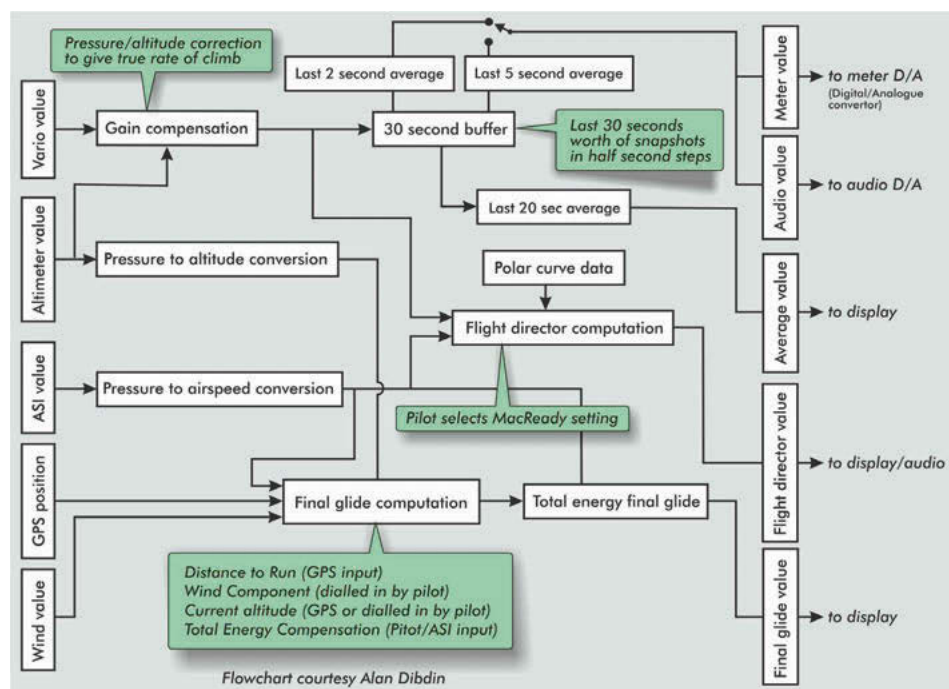 Pressure/altitude correction
to give true rate of climb
Last 2 second average
Last 5 second average
Meter value
to meter D/A
(Digital/Analogue
convertor)
Vario value
Gain compensation
30 second buffer
Last 30 seconds
worth of snapshots
in half second steps
Audio value
to audio D/A
Last 20 sec average
Altimeter value
Pressure to altitude conversion
Polar curve data
Average value
to display
Flight director computation
ASI value
Pressure to airspeed conversion
Pilot selects MacReady setting
Flight director value
to display/audio
GPS position
Final glide computation
Total energy final glide
Wind value
Distance to Run (GPS input)
Wind Component (dialled in by pilot)
Current altitude (GPS or dialled in by pilot)
Total Energy Compensation (Pitot/ASI input)
Final glide value
to display
Flowchart courtesy Alan Dibdin